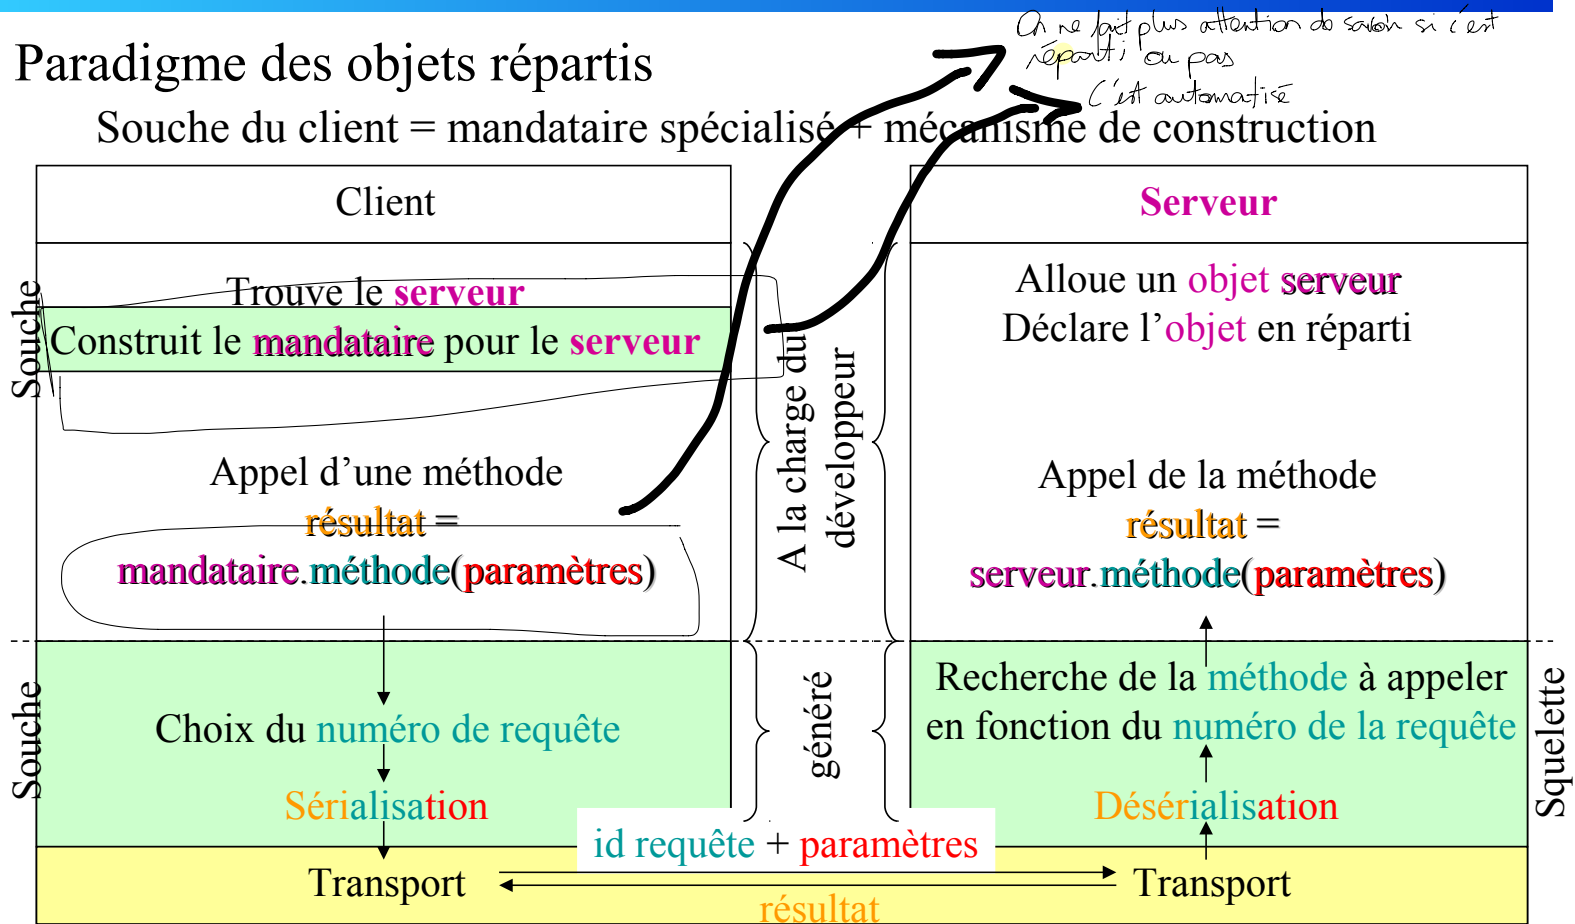 On ne fait plus attention de savoir si c'est
réparti ou pas
C'est automatisé
Paradigme des objets répartis
Souche du client = mandataire spécialisé + mécanisme de construction
Client
Souche
Trouve le serveur
Construit le mandataire pour le serveur
Appel d’une méthode
résultat =
mandataire.méthode(paramètres)
Souche
Choix du numéro de requête
Sérialisation
Transport
A la charge du
développeur
généré
id requête + paramètres
résultat
Serveur
Alloue un objet serveur
Déclare l’objet en réparti
Appel de la méthode
résultat =
serveur.méthode(paramètres)
Recherche de la méthode à appeler
en fonction du numéro de la requête
Squelette
Désérialisation
Transport